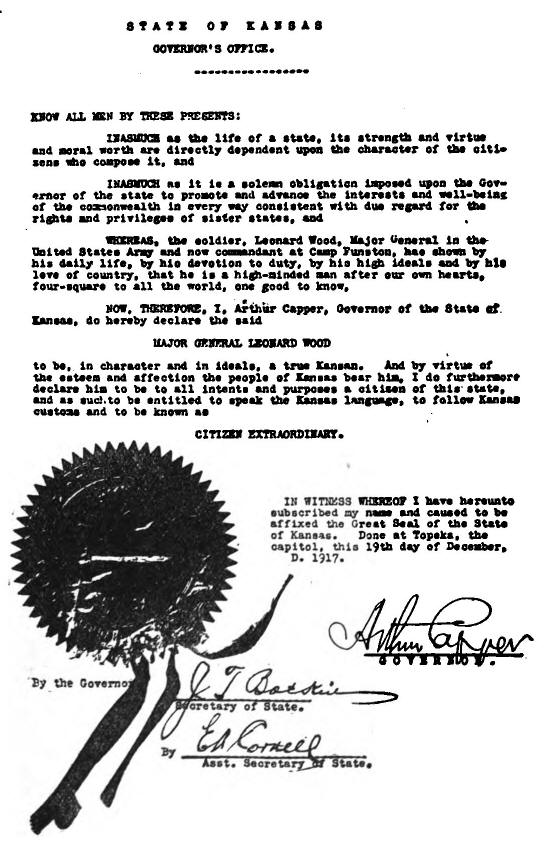 STATE OF KANSAS
GOVERNOR'S OFFICE.
KNOW ALL MEN BY THESE PRESENTS:
INASMUCH as the life of a state, its strength and virtue
and moral worth are directly dependent upon the character of the citi-
zens who compose it, and
INASMUCH as it is a solemn obligation imposed upon the Gov-
ernor of the state to promote and advance the interests and well-being
of the commonwealth in every way consistent with due regard for the
rights and privileges of sister states, and
WHEREAS, the soldier, Leonard Wood, Major General in the
United States Army and now commandant at Camp Funston, has shown by
his daily life, by his devotion to duty, by his high ideals and by his
love of country, that he is a high-minded man after our own hearts,
four-square to all the world, one good to know,
NOW, THEREFORE, I, Arthur Capper, Governor of the State of
Kansas, do hereby declare the said
MAJOR GENERAL LEONARD WOOD
to be, in character and in ideals, a true Kansan. And by virtue of
the esteem and affection the people of Kansas bear him, I do furthermore
declare him to be to all intents and purposes a citizen of this state,
and as such to be entitled to speak the Kansas language, to follow Kansas
customs and to be known as
CITIZEN EXTRAORDINARY.
IN WITNESS WHEREOF I have hereunto
subscribed my name and caused to be
affixed the Great Seal of the State
of Kansas. Done at Topeka, the
capitol, this 19th day of December,
D. 1917.
Arthur Capper
GOVERNOR.
By the Governor
J T Botkin
Secretary of State.
By E A Cornell
Asst. Secretary of State.